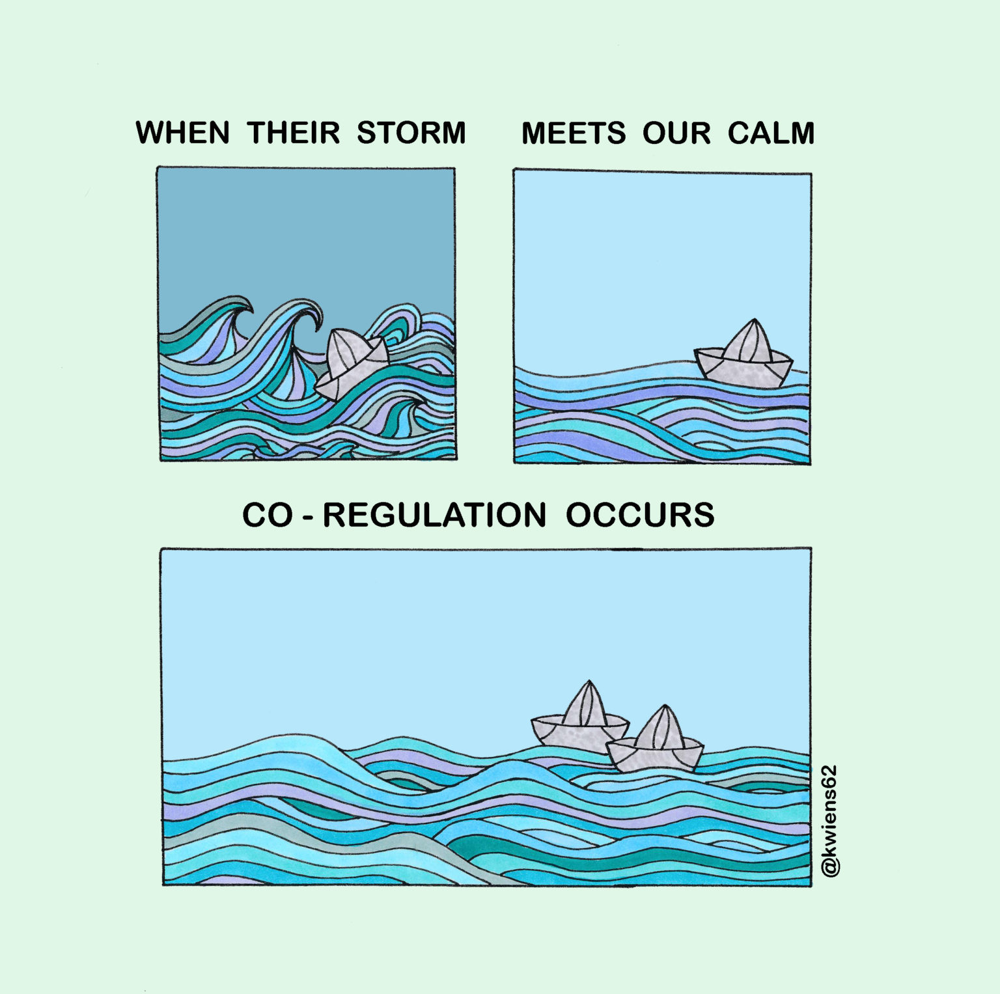 WHEN THEIR STORM
MEETS OUR CALM
CO - REGULATION OCCURS
@kwiens62